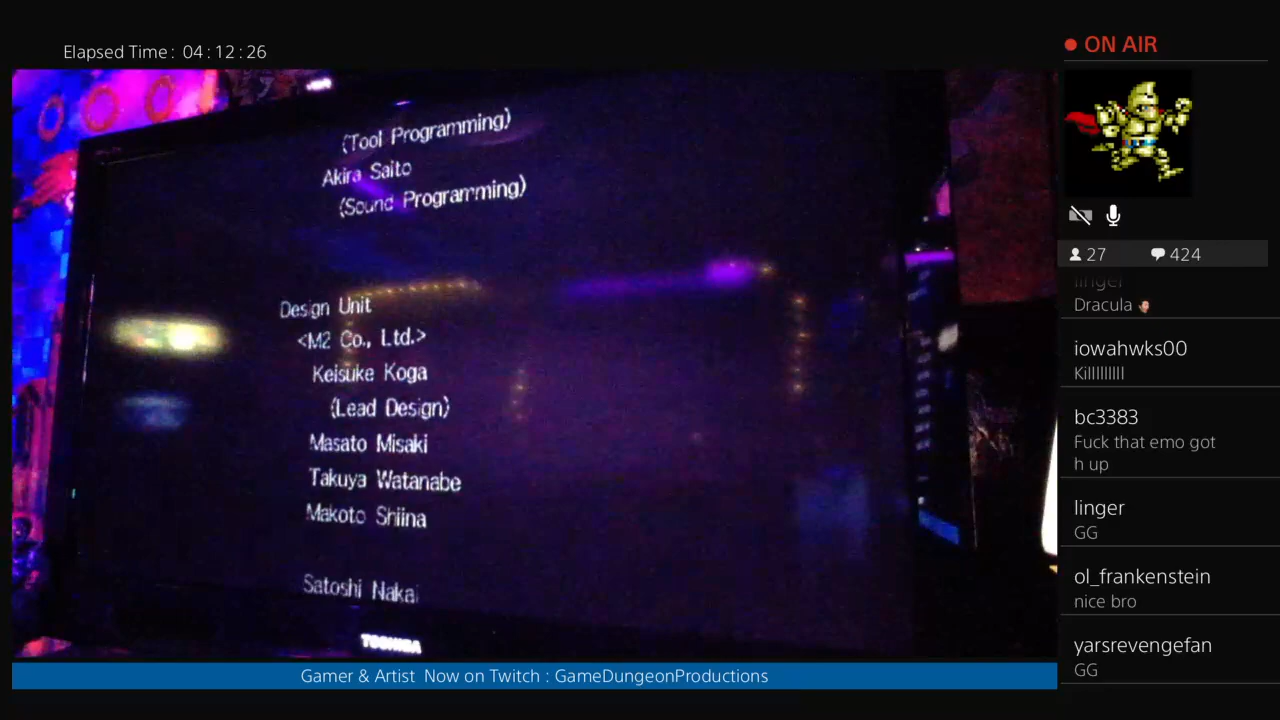 Elapsed Time: 04:12:26
ON AIR
(Tool Programming)
Akira Saito
(Sound Programming)
Design Unit
<M2 Co., Ltd.>
Keisuke Koga
(Lead Design)
Masato Misaki
Takuya Watanabe
Makoto Shiina
Satoshi Nakai
TOSHIBA
Gamer & Artist Now on Twitch : GameDungeonProductions
27 424
linger
Dracula
iowahwks00
Killlllllll
bc3383
Fuck that emo got
h up
linger
GG
ol_frankenstein
nice bro
yarsrevengefan
GG